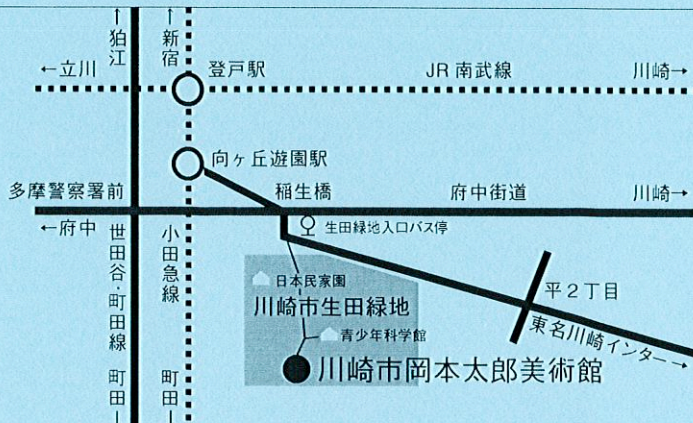 ↑狛江
↑新宿
←立川
登戸駅
JR南武線
川崎→
向ヶ丘遊園駅
多摩警察署前
稲生橋
府中街道
川崎→
←府中
生田緑地入口バス停
世田谷・町田線
小田急線
日本民家園
川崎市生田緑地
平2丁目
東名川崎インター→
青少年科学館
川崎市岡本太郎美術館
町田ー
町田ー